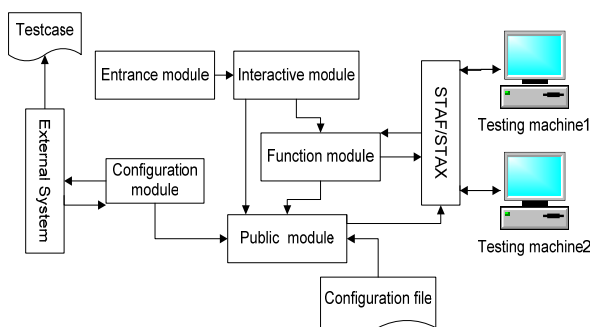 Testcase
Entrance module
Interactive module
STAF/STAX
Testing machine1
External System
Function module
Configuration
module
Public module
Testing machine2
Configuration file